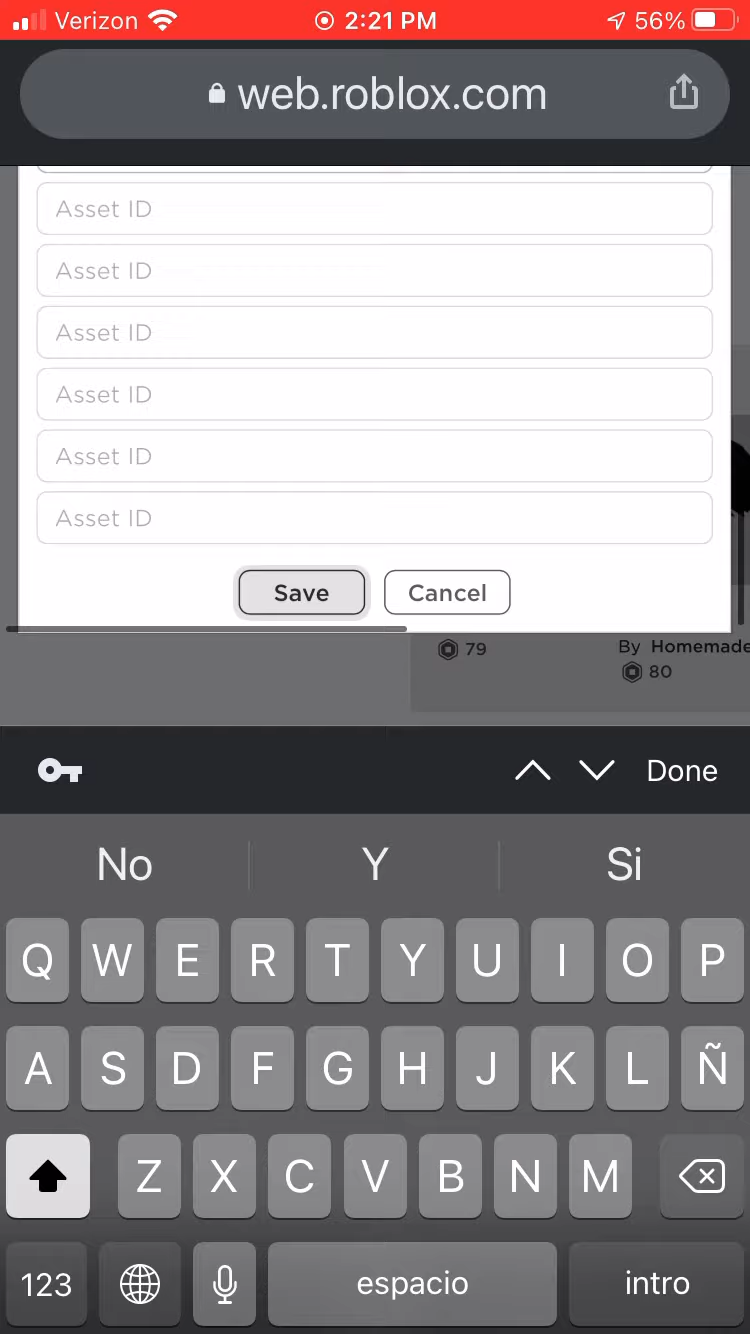 Verizon 2:21 PM 56%
web.roblox.com
Asset ID
Asset ID
Asset ID
Asset ID
Asset ID
Asset ID
Save Cancel
79
By Homemade
80
Done
No Y Si
Q W E R T Y U I O P
A S D F G H J K L Ñ
Z X C V B N M
123 espacio intro